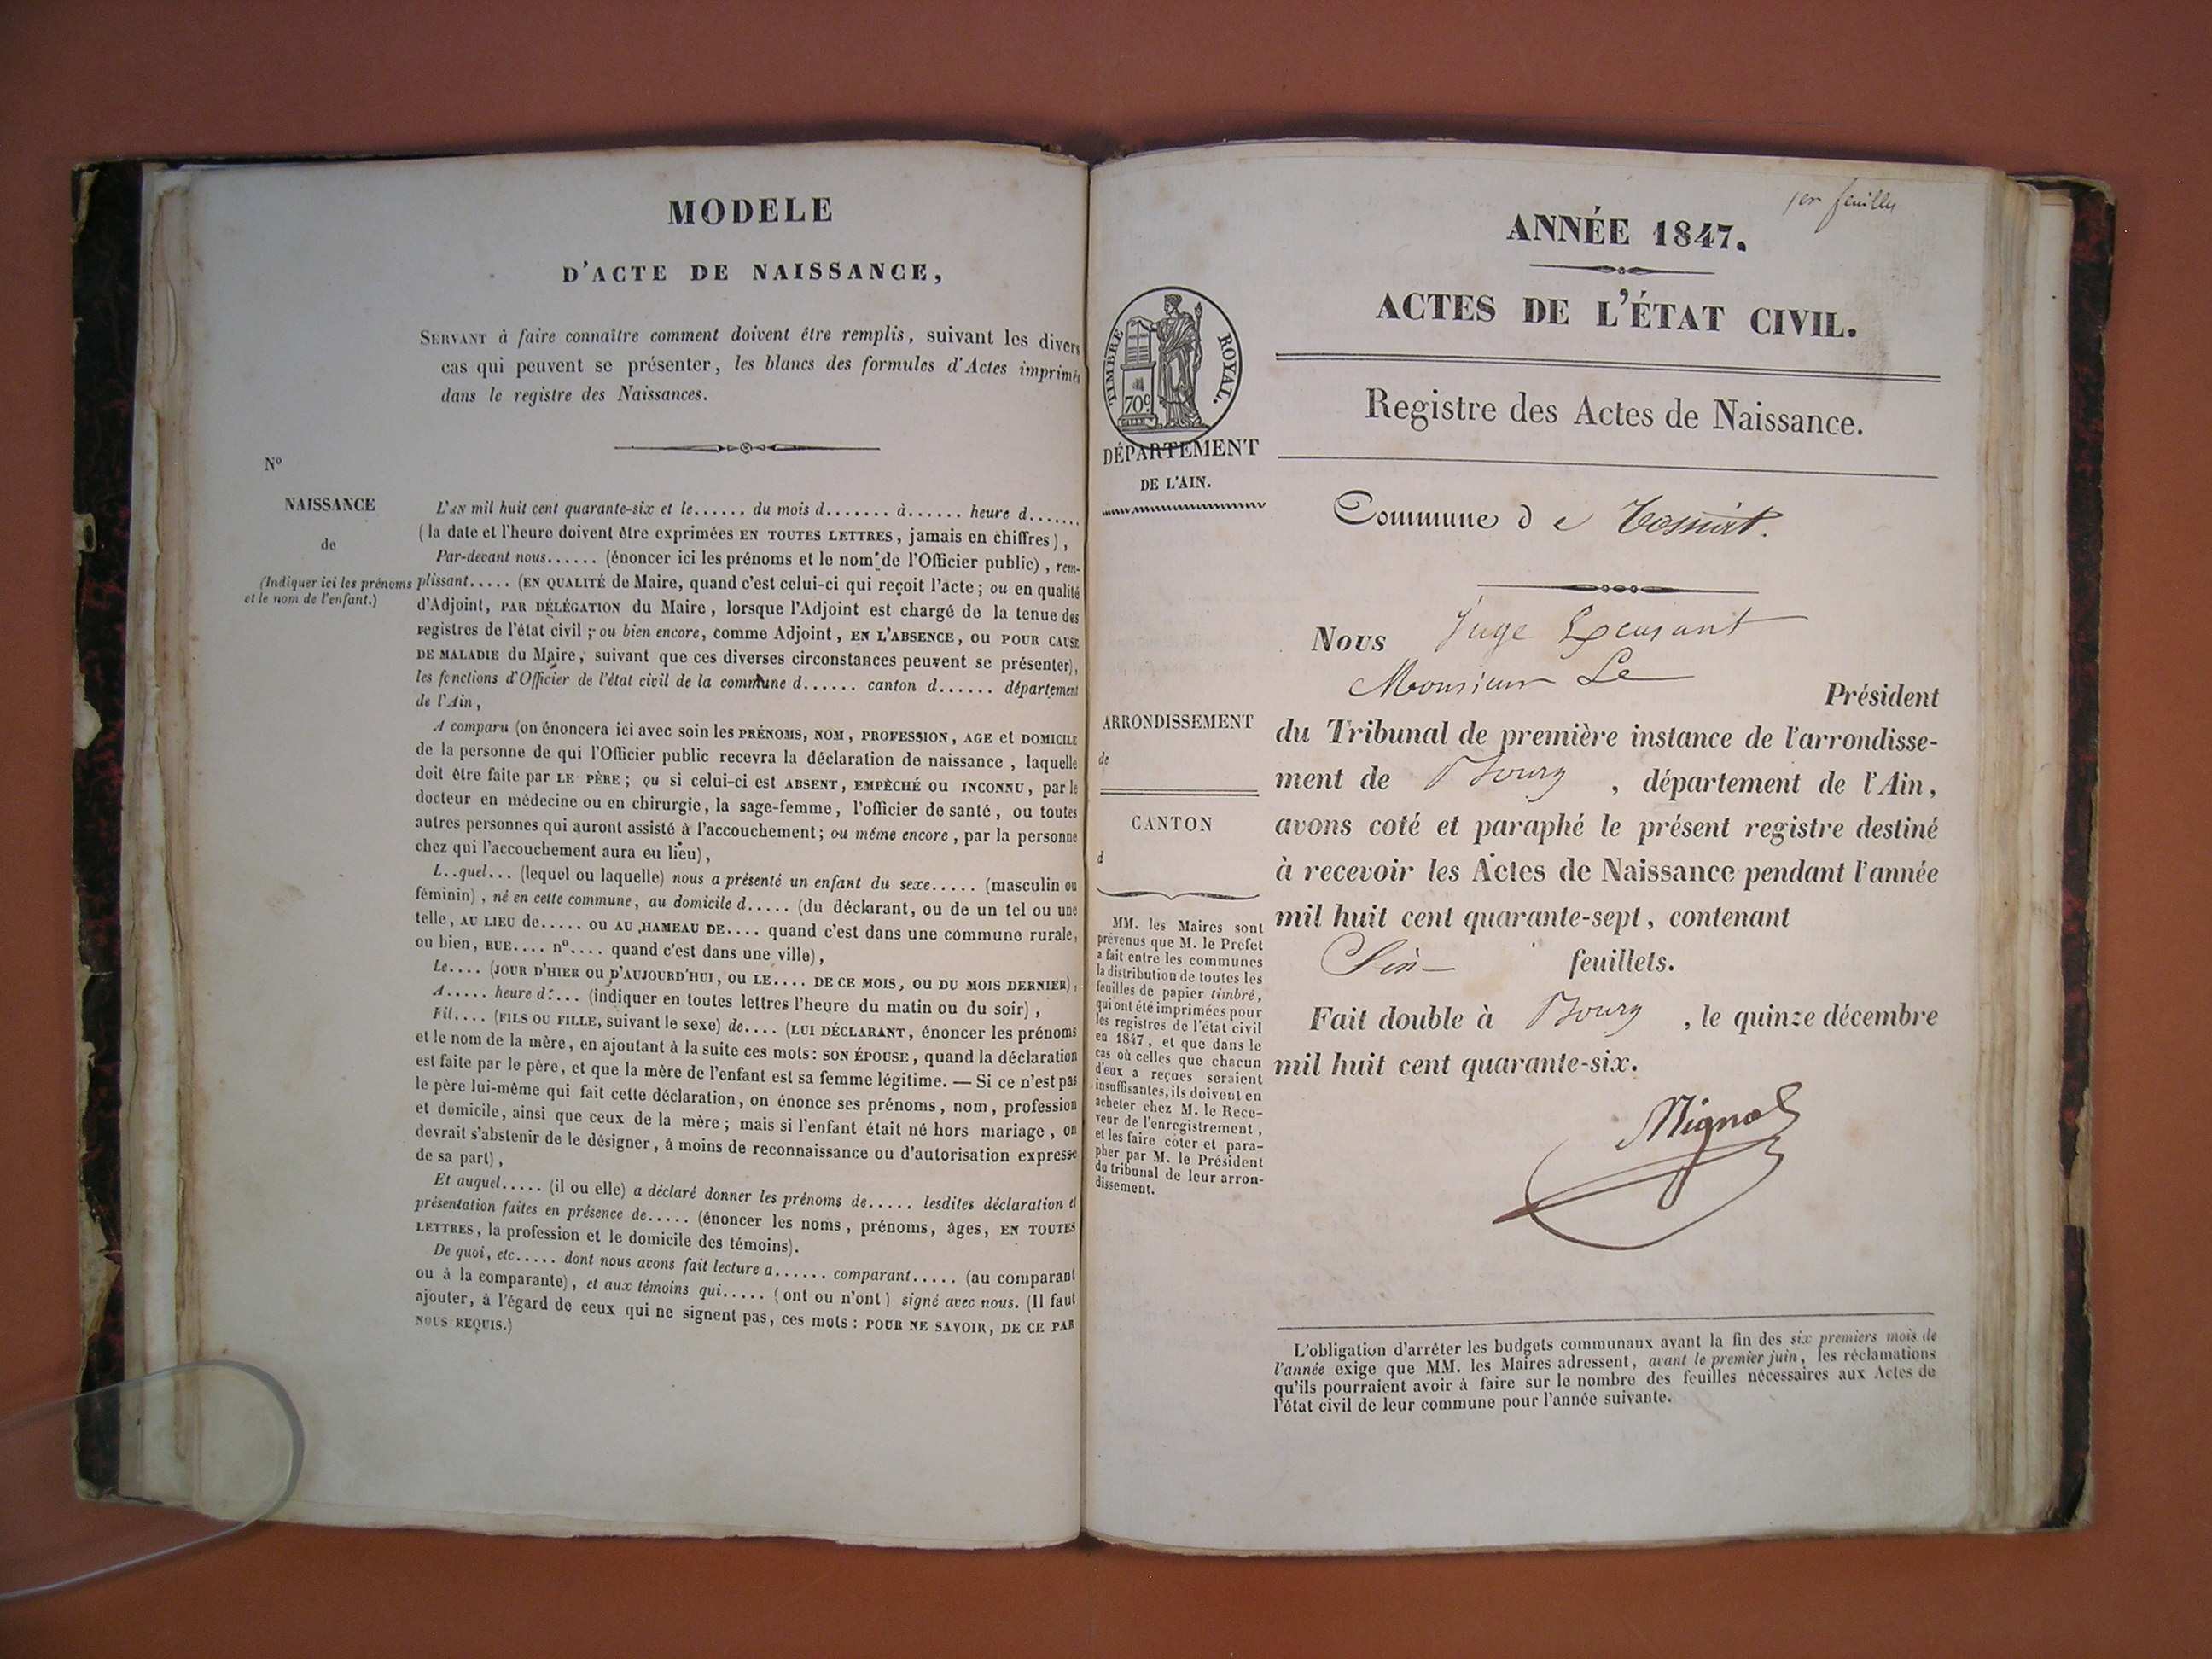 MODELE
D'ACTE DE NAISSANCE,
SERVANT à faire connaître comment doivent être remplis, suivant les divers
cas qui peuvent se présenter, les blancs des formules d'Actes imprimés
dans le registre des Naissances.
No
NAISSANCE
de
(Indiquer ici les prénoms
et le nom de l'enfant.)
L'AN mil huit cent quarante-six et le...... du mois d....... à...... heure d.......
(la date et l'heure doivent être exprimées EN TOUTES LETTRES, jamais en chiffres),
Par-devant nous...... (énoncer ici les prénoms et le nom de l'Officier public), rem-
plissant..... (EN QUALITÉ de Maire, quand c'est celui-ci qui reçoit l'acte; ou en qualité
d'Adjoint, PAR DÉLÉGATION du Maire, lorsque l'Adjoint est chargé de la tenue des
registres de l'état civil; ou bien encore, comme Adjoint, EN L'ABSENCE, OU POUR CAUSE
DE MALADIE du Maire, suivant que ces diverses circonstances peuvent se présenter),
les fonctions d'Officier de l'état civil de la commune d...... canton d...... département
de l'Ain,
A comparu (on énoncera ici avec soin les PRÉNOMS, NOM, PROFESSION, AGE et DOMICILE
de la personne de qui l'Officier public recevra la déclaration de naissance, laquelle
doit être faite par LE PÈRE; ou si celui-ci est ABSENT, EMPÈCHÉ OU INCONNU, par le
docteur en médecine ou en chirurgie, la sage-femme, l'officier de santé, ou toutes
autres personnes qui auront assisté à l'accouchement; ou même encore, par la personne
chez qui l'accouchement aura eu lieu),
L..quel... (lequel ou laquelle) nous a présenté un enfant du sexe..... (masculin ou
féminin), né en cette commune, au domicile d..... (du déclarant, ou de un tel ou une
telle, AU LIEU de..... ou AU HAMEAU DE.... quand c'est dans une commune rurale,
ou bien, RUE.... no.... quand c'est dans une ville),
Le.... (JOUR D'HIER OU D'AUJOURD'HUI, OU LE.... DE CE MOIS, OU DU MOIS DERNIER),
A..... heure d.... (indiquer en toutes lettres l'heure du matin ou du soir),
Fil.... (FILS OU FILLE, suivant le sexe) de.... (LUI DÉCLARANT, énoncer les prénoms
et le nom de la mère, en ajoutant à la suite ces mots: SON ÉPOUSE, quand la déclaration
est faite par le père, et que la mère de l'enfant est sa femme légitime. — Si ce n'est pas
le père lui-même qui fait cette déclaration, on énonce ses prénoms, nom, profession
et domicile, ainsi que ceux de la mère; mais si l'enfant était né hors mariage, on
devrait s'abstenir de le désigner, à moins de reconnaissance ou d'autorisation expresse
de sa part),
Et auquel..... (il ou elle) a déclaré donner les prénoms de..... lesdites déclaration et
présentation faites en présence de..... (énoncer les noms, prénoms, âges, EN TOUTES
LETTRES, la profession et le domicile des témoins).
De quoi, etc..... dont nous avons fait lecture a...... comparant..... (au comparant
ou à la comparante), et aux témoins qui..... (ont ou n'ont) signé avec nous. (Il faut
ajouter, à l'égard de ceux qui ne signent pas, ces mots: POUR NE SAVOIR, DE CE PAR
NOUS REQUIS.)
1er feuillet
ANNÉE 1847.
ACTES DE L'ÉTAT CIVIL.
Registre des Actes de Naissance.
TIMBRE ROYAL.
70c
DÉPARTEMENT
DE L'AIN.
ARRONDISSEMENT
de
CANTON
d
MM. les Maires sont
prévenus que M. le Préfet
a fait entre les communes
la distribution de toutes les
feuilles de papier timbré,
qui ont été imprimées pour
les registres de l'état civil
en 1847, et que dans le
cas où celles que chacun
d'eux a reçues seraient
insuffisantes, ils doivent en
acheter chez M. le Rece-
veur de l'enregistrement,
et les faire coter et para-
pher par M. le Président
du tribunal de leur arron-
dissement.
Commune de Tossiat.
Nous Juge
Monsieur Le Président
du Tribunal de première instance de l'arrondisse-
ment de Bourg, département de l'Ain,
avons coté et paraphé le présent registre destiné
à recevoir les Actes de Naissance pendant l'année
mil huit cent quarante-sept, contenant
feuillets.
Fait double à Bourg, le quinze décembre
mil huit cent quarante-six.
L'obligation d'arrêter les budgets communaux avant la fin des six premiers mois de
l'année exige que MM. les Maires adressent, avant le premier juin, les réclamations
qu'ils pourraient avoir à faire sur le nombre des feuilles nécessaires aux Actes de
l'état civil de leur commune pour l'année suivante.